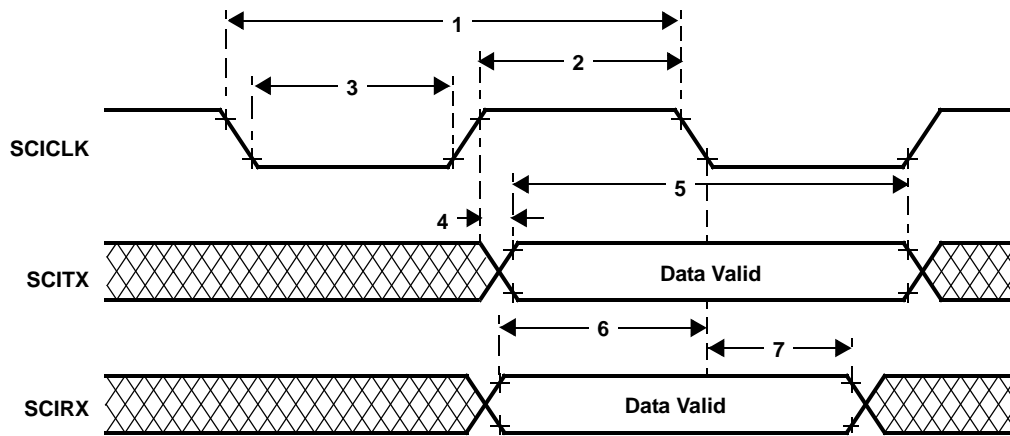 1
2
3
SCICLK
5
4
SCITX
Data Valid
6
7
SCIRX
Data Valid